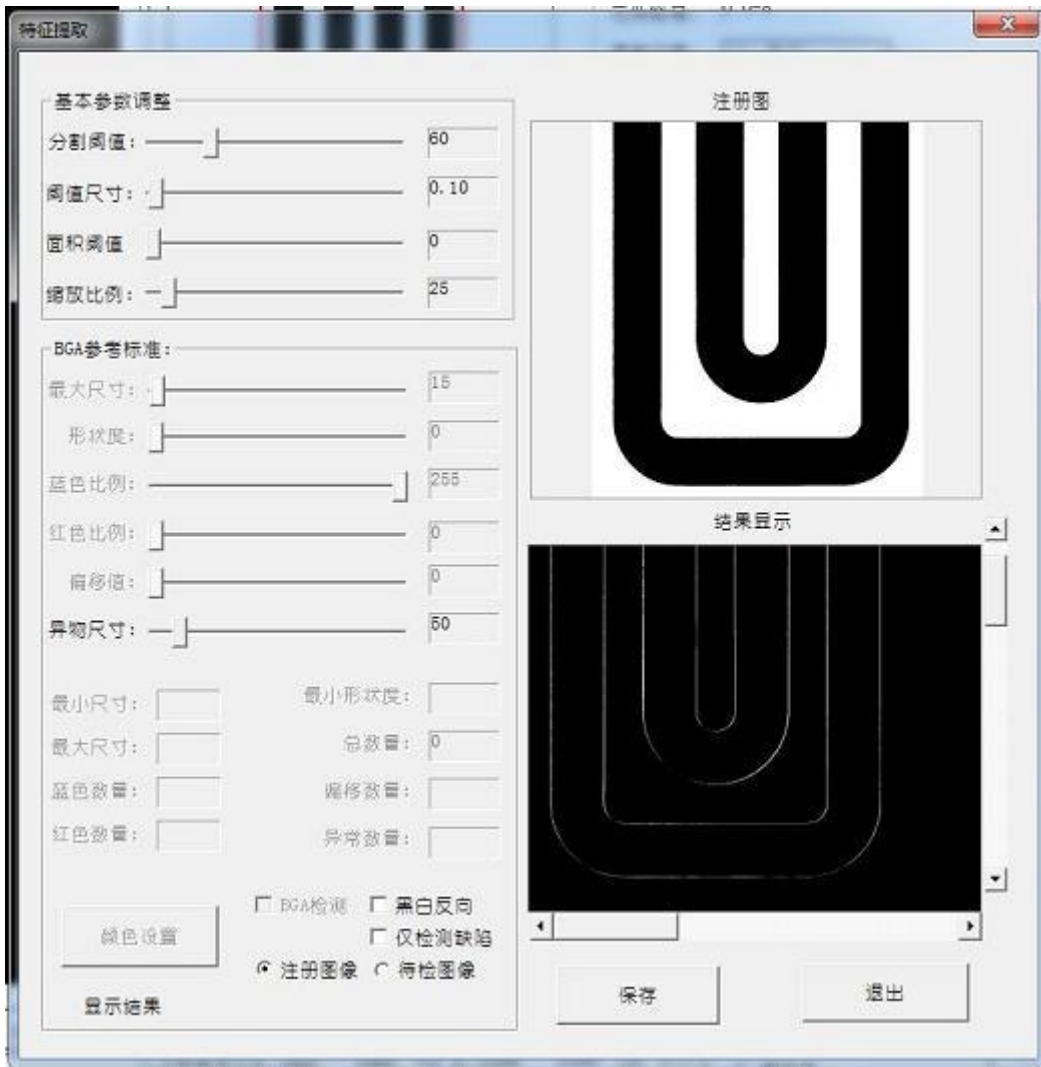 特征提取
基本参数调整
分割阈值: 60
阈值尺寸: 0.10
面积阈值 0
缩放比例: 25
BGA参考标准:
最大尺寸: 15
形状度: 0
蓝色比例: 255
红色比例: 0
偏移值: 0
异物尺寸: 50
最小尺寸: 最小形状度:
最大尺寸: 总数量: 0
蓝色数量: 偏移数量:
红色数量: 异常数量:
BGA检测 黑白反向
仅检测缺陷
颜色设置
注册图像 待检图像
显示结果
注册图
结果显示
保存 退出